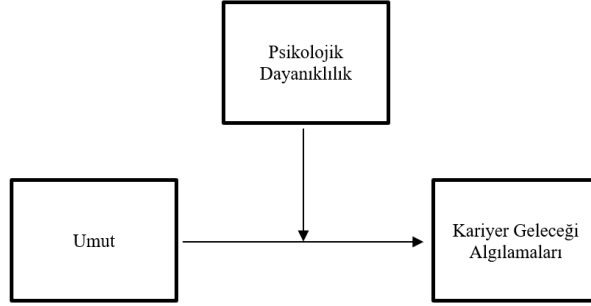 Psikolojik
Dayanıklılık
Umut
Kariyer Geleceği
Algılamaları